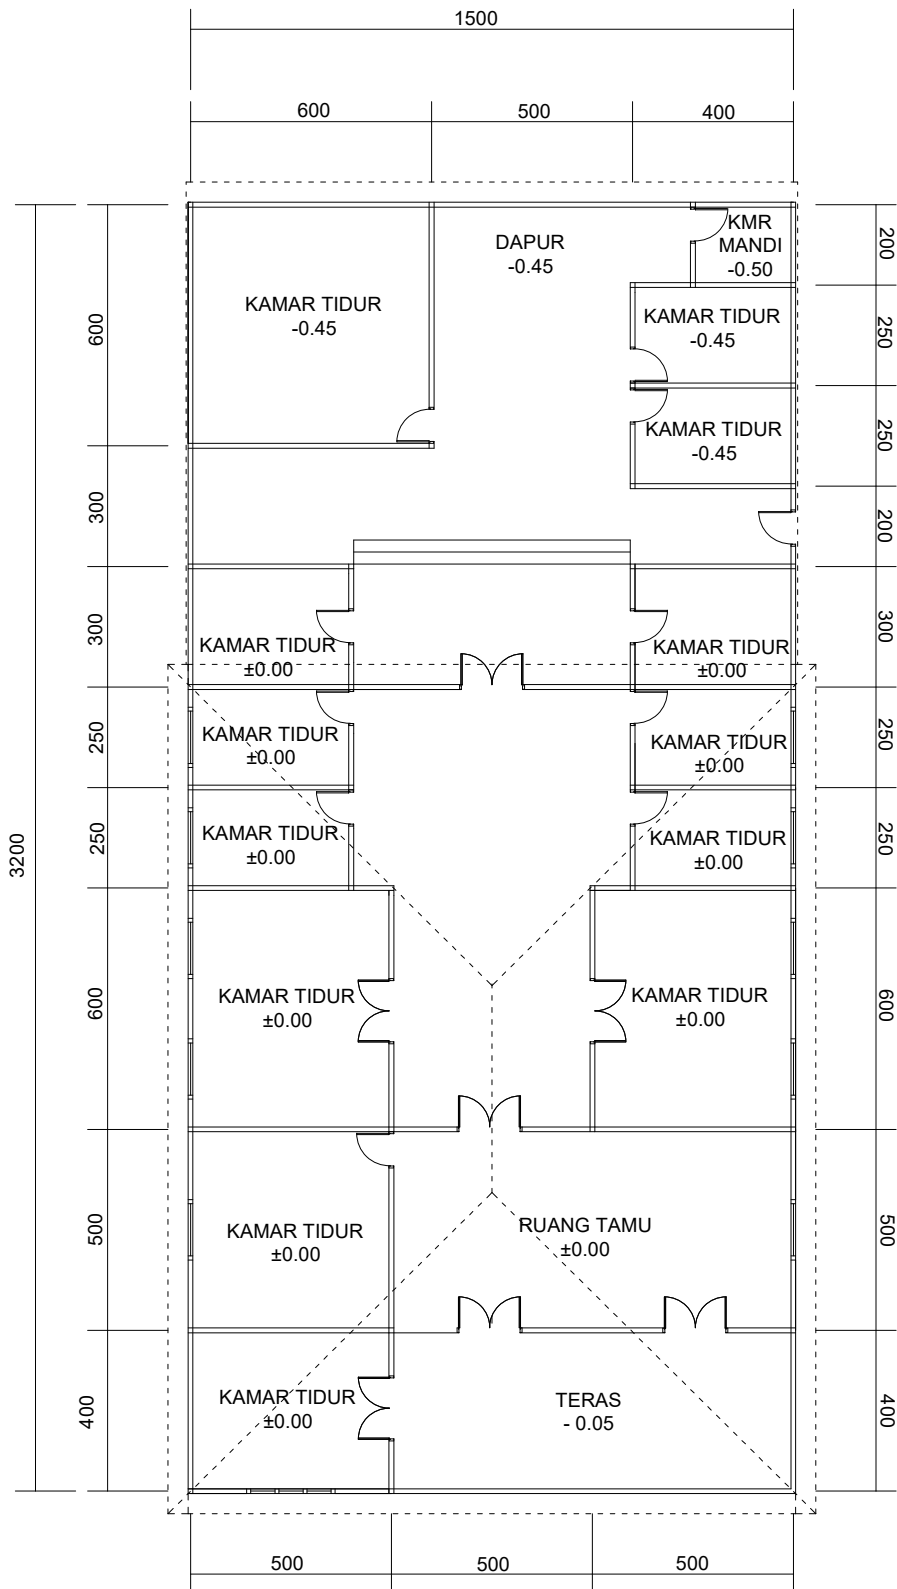 1500
600
500
400
DAPUR
-0.45
KMR
MANDI
-0.50
200
KAMAR TIDUR
-0.45
KAMAR TIDUR
-0.45
600
250
KAMAR TIDUR
-0.45
250
300
200
KAMAR TIDUR
±0.00
KAMAR TIDUR
±0.00
300
300
KAMAR TIDUR
±0.00
KAMAR TIDUR
±0.00
250
250
KAMAR TIDUR
±0.00
KAMAR TIDUR
±0.00
250
250
3200
KAMAR TIDUR
±0.00
KAMAR TIDUR
±0.00
600
600
KAMAR TIDUR
±0.00
RUANG TAMU
±0.00
500
500
KAMAR TIDUR
±0.00
TERAS
- 0.05
400
400
500
500
500